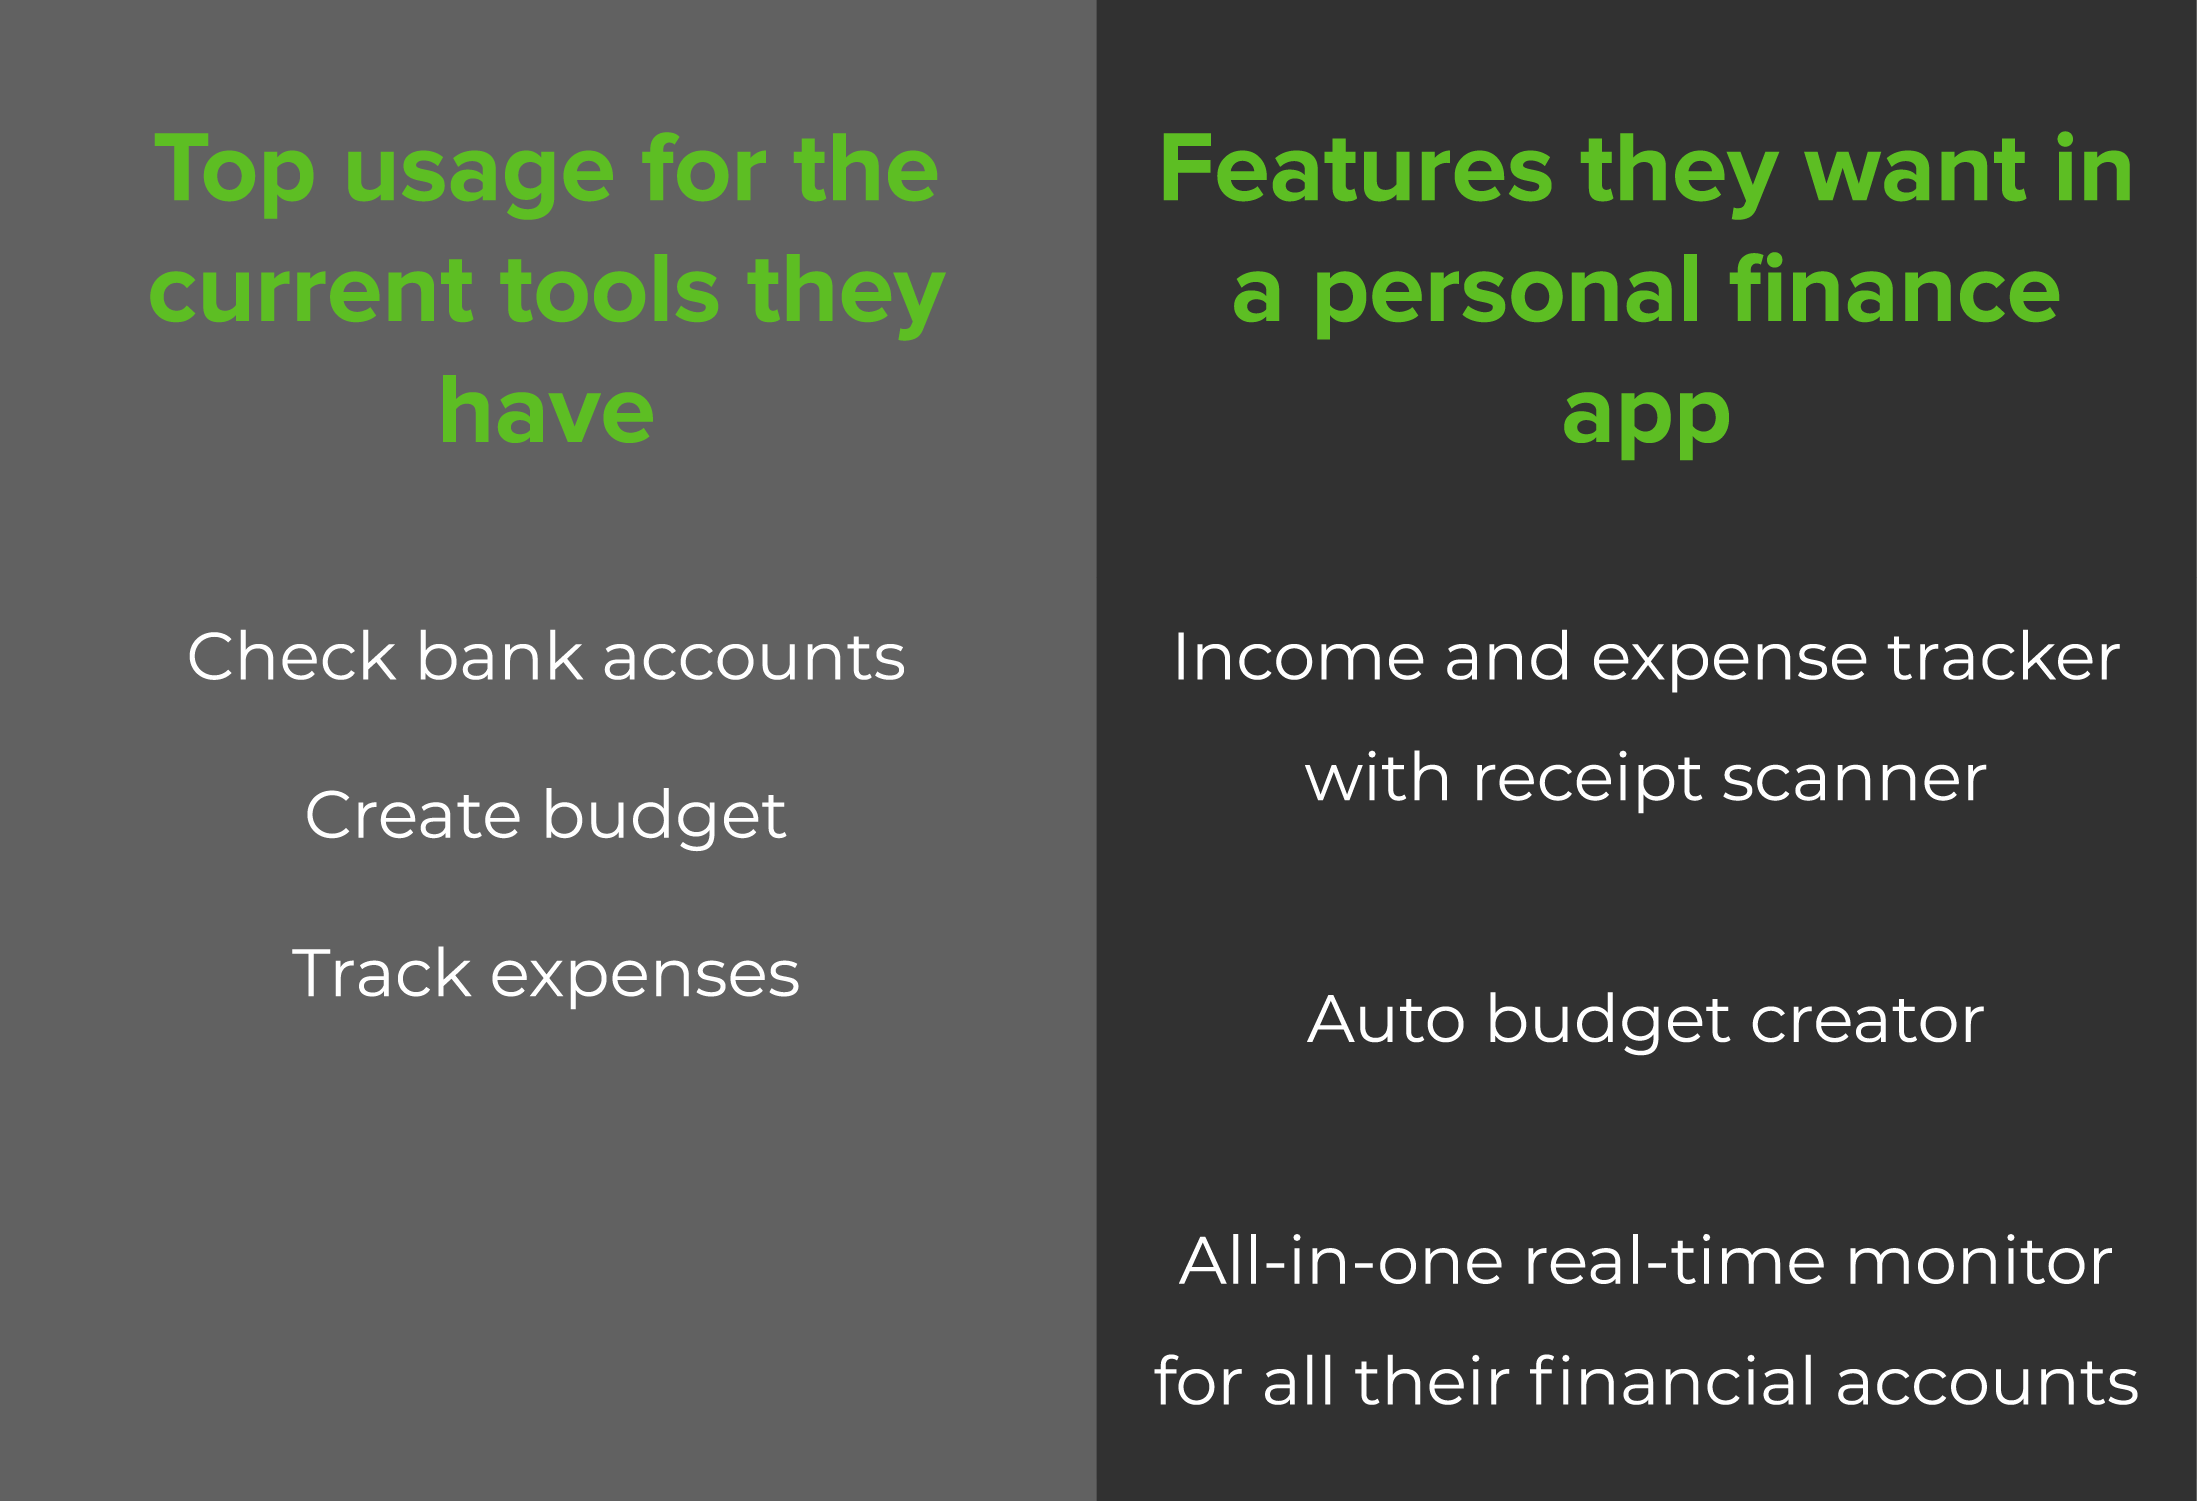 Top usage for the
current tools they
have
Check bank accounts
Create budget
Track expenses
Features they want in
a personal finance
app
Income and expense tracker
with receipt scanner
Auto budget creator
All-in-one real-time monitor
for all their financial accounts